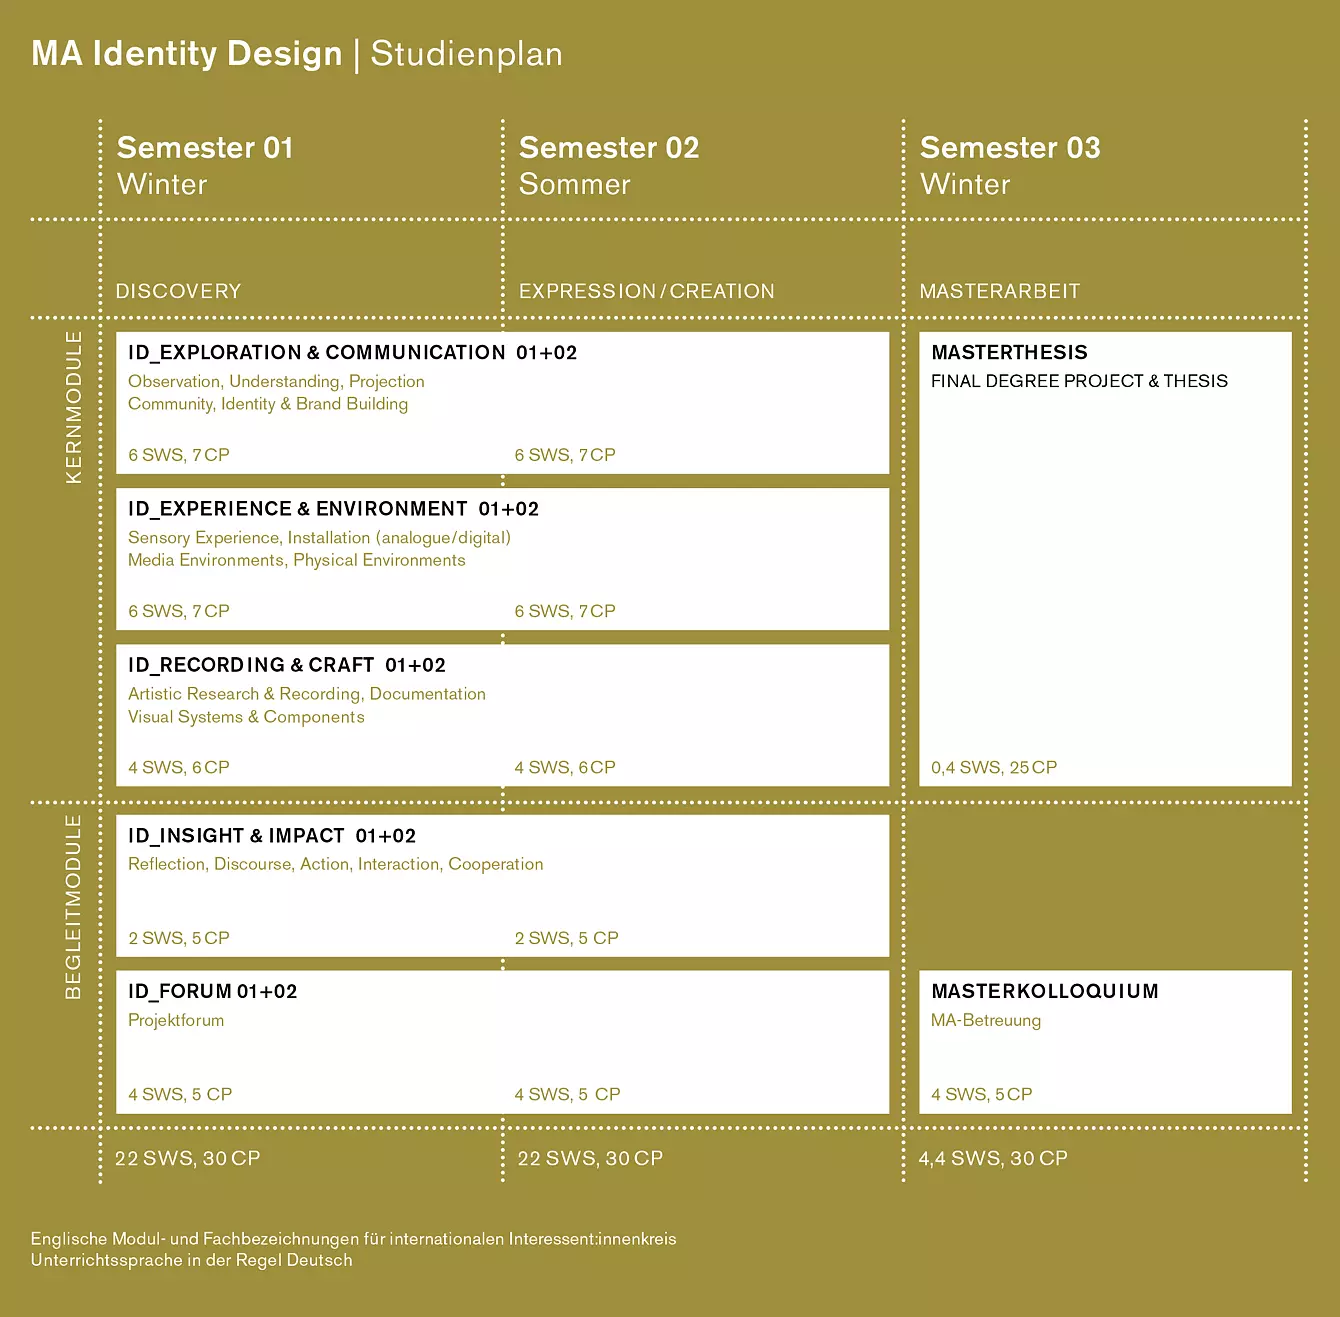 MA Identity Design | Studienplan
Semester 01
Winter
Semester 02
Sommer
Semester 03
Winter
DISCOVERY
EXPRESSION/CREATION
MASTERARBEIT
KERNMODULE
ID_EXPLORATION & COMMUNICATION 01+02
Observation, Understanding, Projection
Community, Identity & Brand Building
6 SWS, 7 CP
6 SWS, 7 CP
ID_EXPERIENCE & ENVIRONMENT 01+02
Sensory Experience, Installation (analogue/digital)
Media Environments, Physical Environments
6 SWS, 7 CP
6 SWS, 7 CP
ID_RECORDING & CRAFT 01+02
Artistic Research & Recording, Documentation
Visual Systems & Components
4 SWS, 6 CP
4 SWS, 6 CP
MASTERTHESIS
FINAL DEGREE PROJECT & THESIS
0,4 SWS, 25 CP
BEGLEITMODULE
ID_INSIGHT & IMPACT 01+02
Reflection, Discourse, Action, Interaction, Cooperation
2 SWS, 5 CP
2 SWS, 5 CP
ID_FORUM 01+02
Projektforum
4 SWS, 5 CP
4 SWS, 5 CP
MASTERKOLLOQUIUM
MA-Betreuung
4 SWS, 5 CP
22 SWS, 30 CP
22 SWS, 30 CP
4,4 SWS, 30 CP
Englische Modul- und Fachbezeichnungen für internationalen Interessent:innenkreis
Unterrichtssprache in der Regel Deutsch